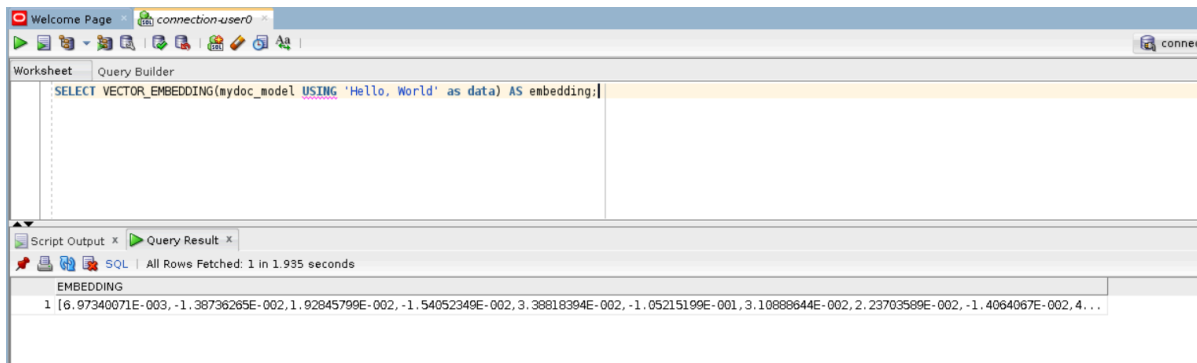 Welcome Page connection-user0
connec
Worksheet Query Builder
SELECT VECTOR_EMBEDDING(mydoc_model USING 'Hello, World' as data) AS embedding;
Script Output x Query Result x
SQL | All Rows Fetched: 1 in 1.935 seconds
EMBEDDING
1 [6.97340071E-003,-1.38736265E-002,1.92845799E-002,-1.54052349E-002,3.38818394E-002,-1.05215199E-001,3.10888644E-002,2.23703589E-002,-1.4064067E-002,4...